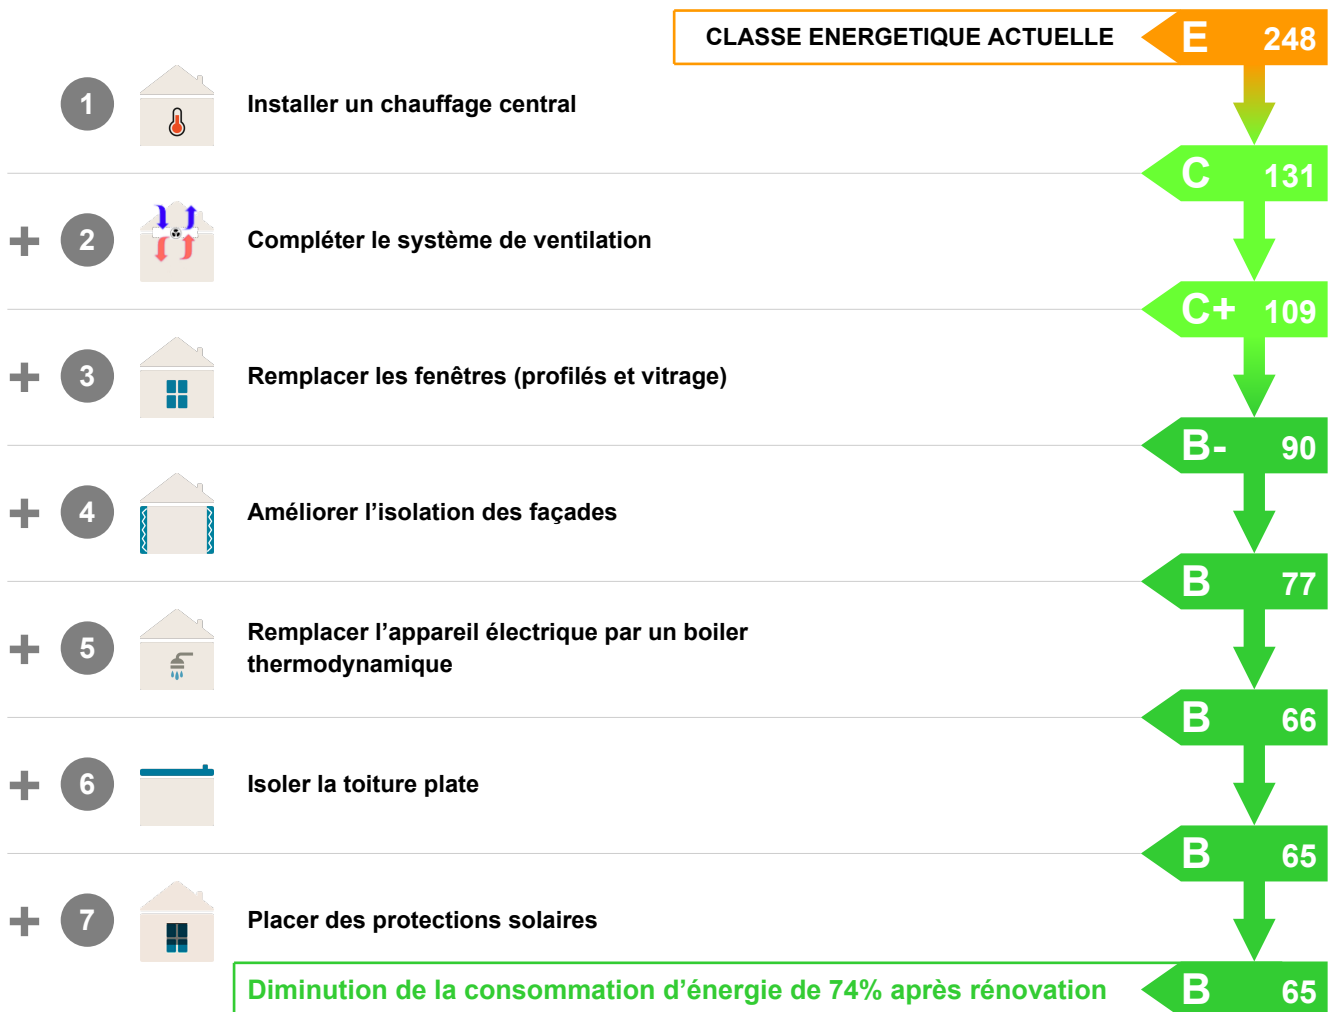 CLASSE ENERGETIQUE ACTUELLE E 248
1 Installer un chauffage central
C 131
+ 2 Compléter le système de ventilation
C+ 109
+ 3 Remplacer les fenêtres (profilés et vitrage)
B- 90
+ 4 Améliorer l’isolation des façades
B 77
+ 5 Remplacer l’appareil électrique par un boiler
thermodynamique
B 66
+ 6 Isoler la toiture plate
B 65
+ 7 Placer des protections solaires
Diminution de la consommation d’énergie de 74% après rénovation B 65